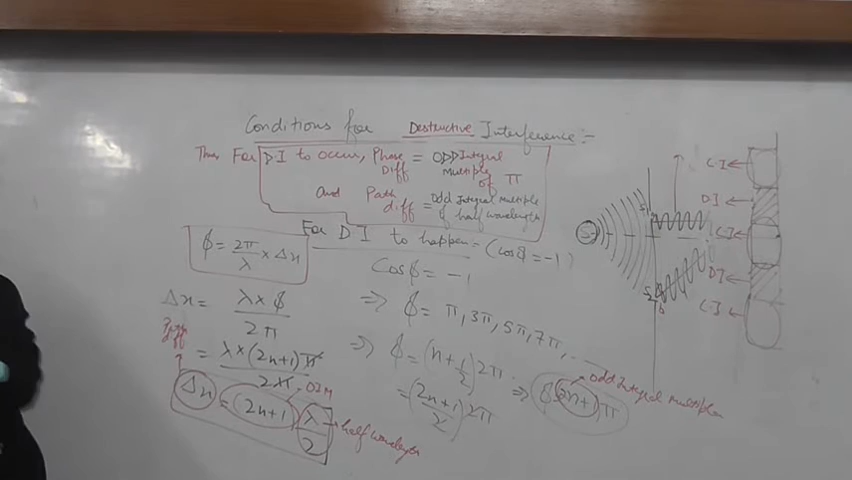 Conditions for Destructive Interference :-
Thus For DI to occur, Phase Diff = ODD Integral multiple of π
And Path diff = odd Integral multiple of half wavelength
For DI to happen = (cosϕ = -1)
ϕ = 2π/λ × Δx
Cosϕ = -1
Δx = λ × ϕ / 2π
⇒ ϕ = π, 3π, 5π, 7π, ...
= λ × (2n+1) π / 2π
⇒ ϕ = (n + 1/2) 2π
Δx = (2n+1) λ/2 → half wavelength
= (2n+1 / 2) 2π ⇒ ϕ (2n+1) π
odd Integral multiples
S
S1
S2
C I
D I
C I
D I
C I